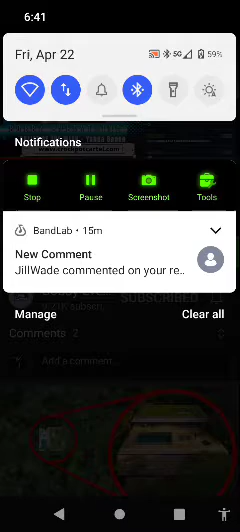 6:41
Fri, Apr 22
5G
59%
Notifications
Stop Pause Screenshot Tools
BandLab • 15m
New Comment
JillWade commented on your re..
SUBSCRIBED
Manage Clear all
Comments 2
Add a comment...